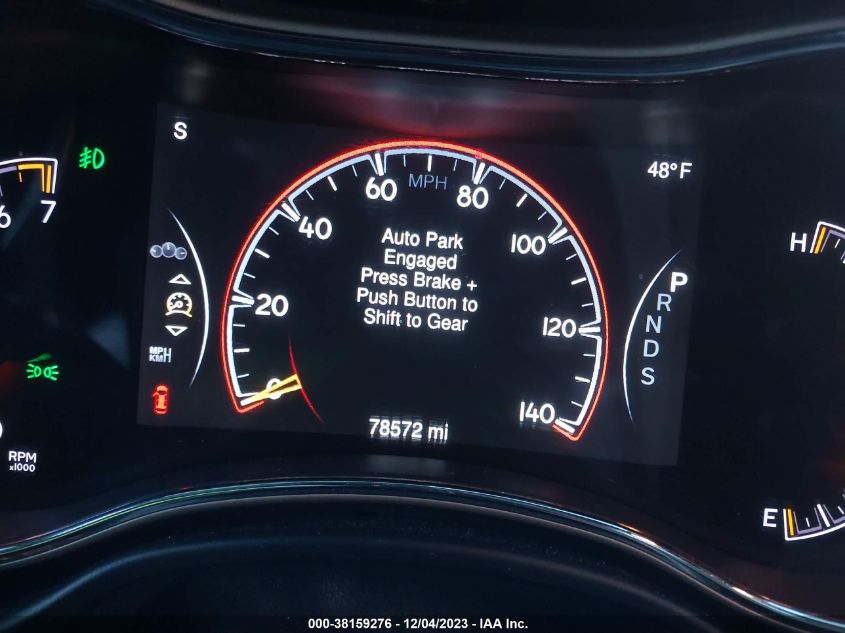 S
48°F
6
7
60
MPH
80
40
100
H
Auto Park
Engaged
Press Brake +
Push Button to
Shift to Gear
20
120
P
R
N
D
S
MPH
KMH
0
140
78572 mi
RPM
x1000
E
000-38159276 - 12/04/2023 - IAA Inc.